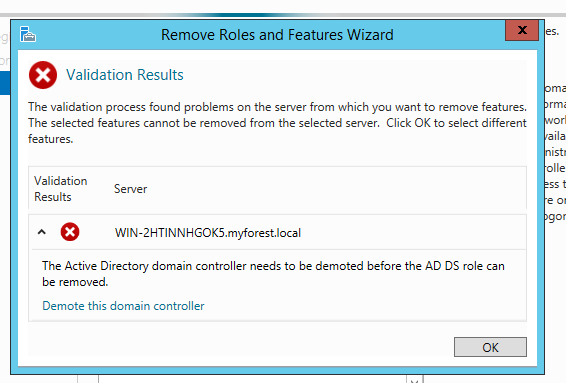 Remove Roles and Features Wizard
x
Validation Results
The validation process found problems on the server from which you want to remove features.
The selected features cannot be removed from the selected server. Click OK to select different
features.
Validation
Results
Server
WIN-2HTINNHGOK5.myforest.local
The Active Directory domain controller needs to be demoted before the AD DS role can
be removed.
Demote this domain controller
OK
es.